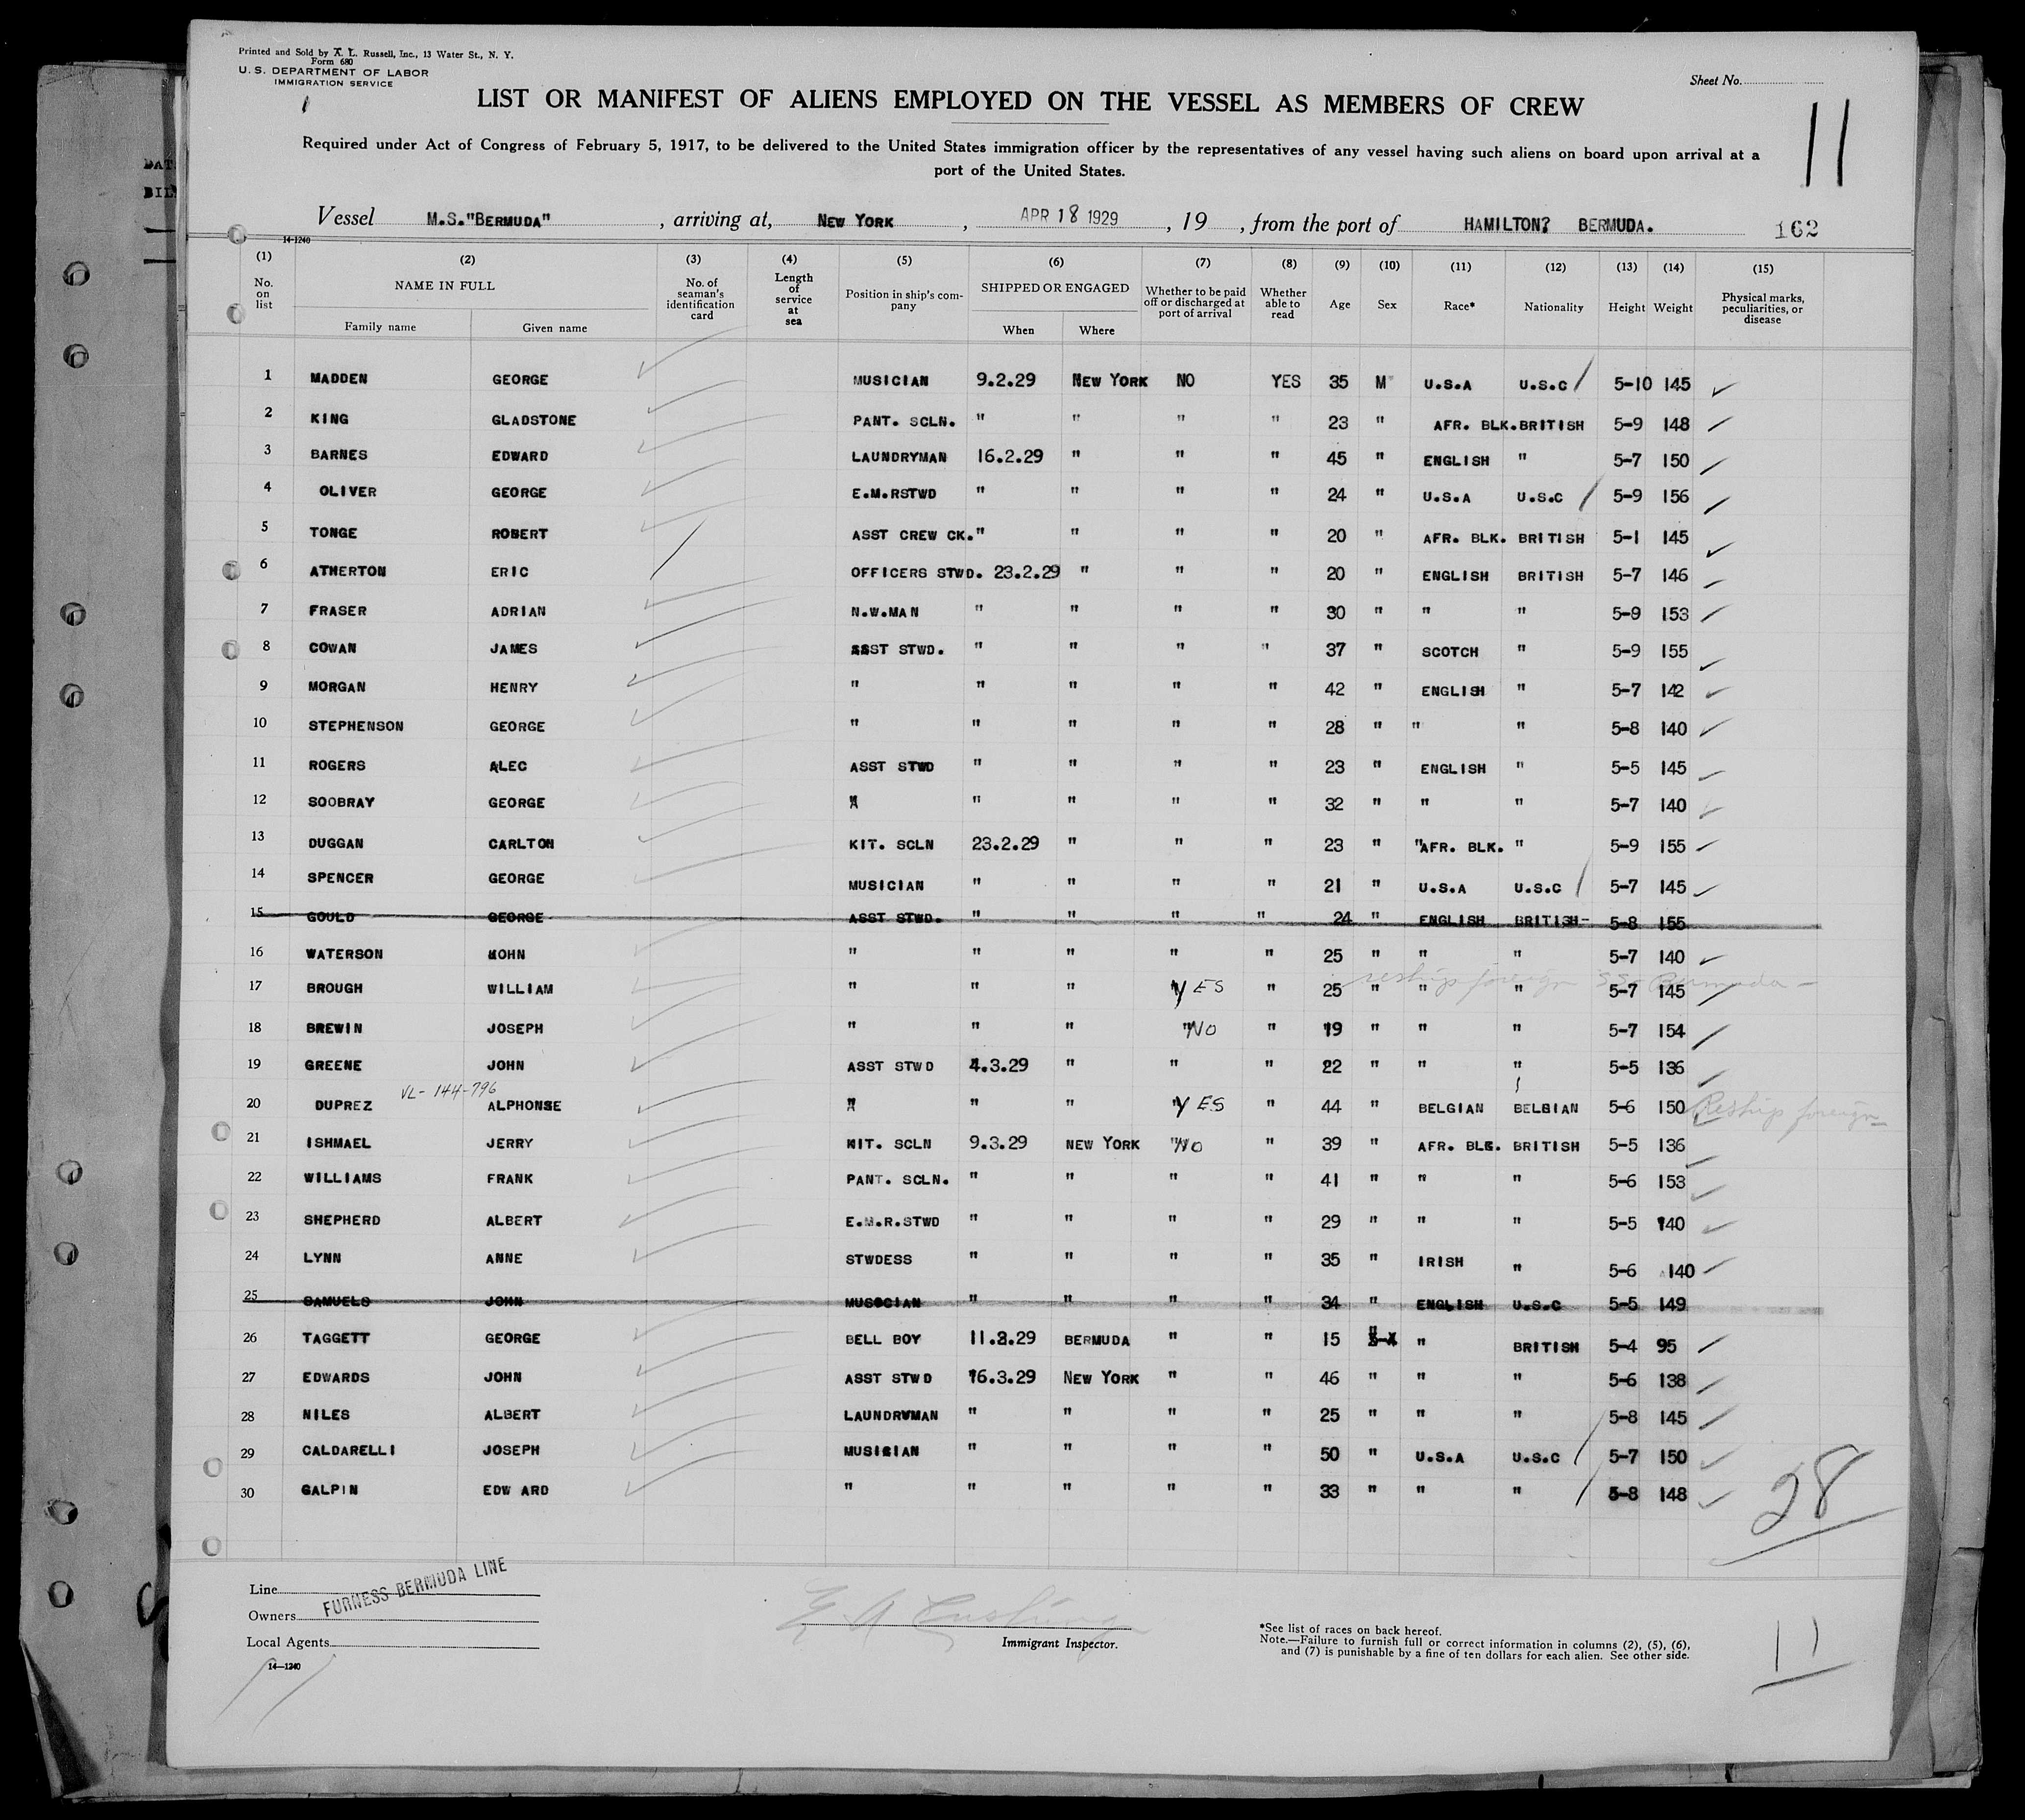 Printed and Sold by A. L. Russell, Inc., 13 Water St., N. Y.
Form 680
U. S. DEPARTMENT OF LABOR
IMMIGRATION SERVICE
1
Sheet No.
LIST OR MANIFEST OF ALIENS EMPLOYED ON THE VESSEL AS MEMBERS OF CREW
11
Required under Act of Congress of February 5, 1917, to be delivered to the United States immigration officer by the representatives of any vessel having such aliens on board upon arrival at a
port of the United States.
DAT
BIL
Vessel M.S."BERMUDA", arriving at, NEW YORK, APR 18 1929, 19 , from the port of HAMILTON? BERMUDA. 162
14-1240
(1) No. on list (2) NAME IN FULL Family name Given name (3) No. of seaman's identification card (4) Length of service at sea (5) Position in ship's company (6) SHIPPED OR ENGAGED When Where (7) Whether to be paid off or discharged at port of arrival (8) Whether able to read (9) Age (10) Sex (11) Race* (12) Nationality (13) Height (14) Weight (15) Physical marks, peculiarities, or disease
1 MADDEN GEORGE MUSICIAN 9.2.29 NEW YORK NO YES 35 M U.S.A U.S.C 5-10 145
2 KING GLADSTONE PANT. SCLN. " " " " 23 " AFR. BLK. BRITISH 5-9 148
3 BARNES EDWARD LAUNDRYMAN 16.2.29 " " " 45 " ENGLISH " 5-7 150
4 OLIVER GEORGE E.M.RSTWD " " " " 24 " U.S.A U.S.C 5-9 156
5 TONGE ROBERT ASST CREW CK. " " " " 20 " AFR. BLK. BRITISH 5-1 145
6 ATHERTON ERIC OFFICERS STWD. 23.2.29 " " " 20 " ENGLISH BRITISH 5-7 146
7 FRASER ADRIAN N.W.MAN " " " " 30 " " " 5-9 153
8 COWAN JAMES ASST STWD. " " " " 37 " SCOTCH " 5-9 155
9 MORGAN HENRY " " " " " 42 " ENGLISH " 5-7 142
10 STEPHENSON GEORGE " " " " " 28 " " " 5-8 140
11 ROGERS ALEC ASST STWD " " " " 23 " ENGLISH " 5-5 145
12 SOOBRAY GEORGE " " " " " 32 " " " 5-7 140
13 DUGGAN CARLTON KIT. SCLN 23.2.29 " " " 23 " "AFR. BLK. " 5-9 155
14 SPENCER GEORGE MUSICIAN " " " " 21 " U.S.A U.S.C 5-7 145
15 GOULD GEORGE ASST STWD. " " " " 24 " ENGLISH BRITISH- 5-8 155
16 WATERSON JOHN " " " " " 25 " " " 5-7 140
reship foreign SS Bermuda -
17 BROUGH WILLIAM " " " YES " 25 " " " 5-7 145
18 BREWIN JOSEPH " " " NO " 19 " " " 5-7 154
19 GREENE JOHN ASST STWD 4.3.29 " " " 22 " " " 5-5 136
VL-144-796
20 DUPREZ ALPHONSE " " " YES " 44 " BELGIAN BELGIAN 5-6 150 Reship foreign
21 ISHMAEL JERRY KIT. SCLN 9.3.29 NEW YORK NO " 39 " AFR. BLK. BRITISH 5-5 136
22 WILLIAMS FRANK PANT. SCLN. " " " " 41 " " " 5-6 153
23 SHEPHERD ALBERT E.M.R.STWD " " " " 29 " " " 5-5 140
24 LYNN ANNE STWDESS " " " " 35 " IRISH " 5-6 140
25 SAMUELS JOHN MUSICIAN " " " " 34 " ENGLISH U.S.C 5-5 149
26 TAGGETT GEORGE BELL BOY 11.3.29 BERMUDA " " 15 " " BRITISH 5-4 95
27 EDWARDS JOHN ASST STWD 16.3.29 NEW YORK " " 46 " " " 5-6 138
28 NILES ALBERT LAUNDRYMAN " " " " 25 " " " 5-8 145
29 CALDARELLI JOSEPH MUSICIAN " " " " 50 " U.S.A U.S.C 5-7 150
30 GALPIN EDWARD " " " " " 33 " " " 5-8 148
28
Line
FURNESS BERMUDA LINE
Owners
Local Agents
14-1240
E A Cushing
Immigrant Inspector.
*See list of races on back hereof.
Note.—Failure to furnish full or correct information in columns (2), (5), (6),
and (7) is punishable by a fine of ten dollars for each alien. See other side.
11